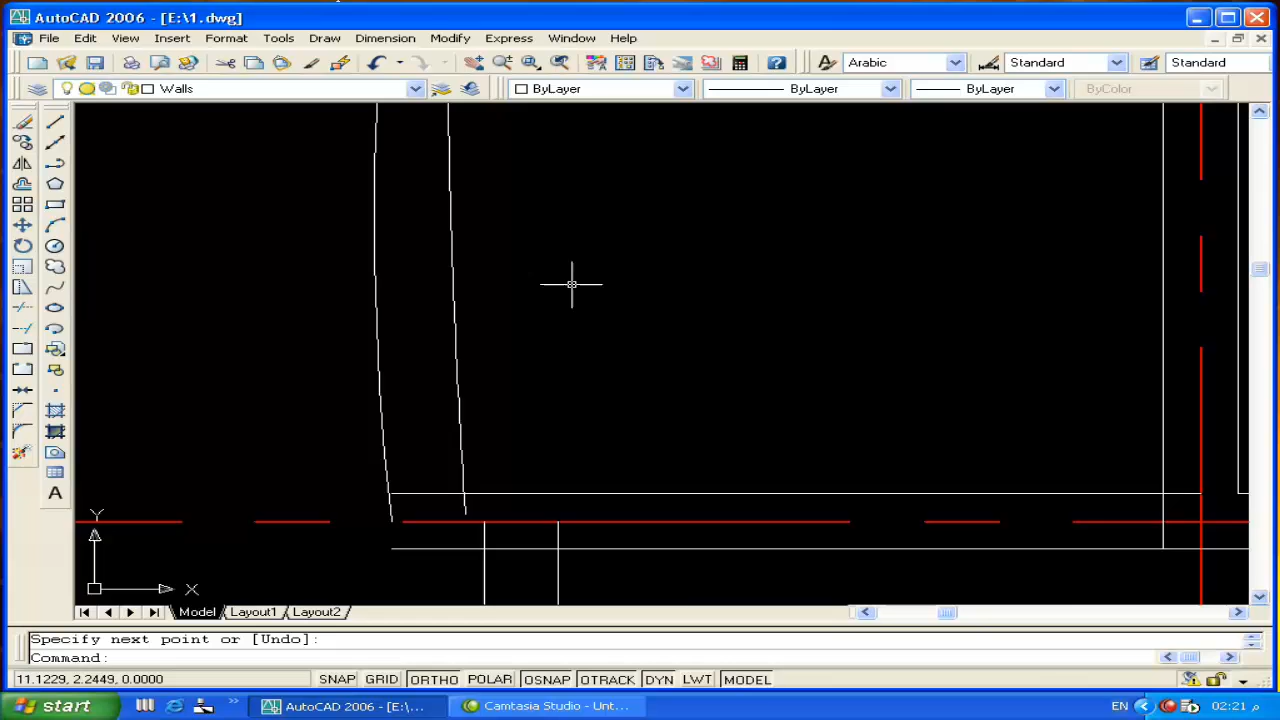 AutoCAD 2006 - [E:\1.dwg]
File Edit View Insert Format Tools Draw Dimension Modify Express Window Help
Arabic Standard Standard
Walls ByLayer ByLayer ByLayer ByColor
Y
X
Model Layout1 Layout2
Specify next point or [Undo]:
Command:
11.1229, 2.2449, 0.0000 SNAP GRID ORTHO POLAR OSNAP OTRACK DYN LWT MODEL
start AutoCAD 2006 - [E:\... Camtasia Studio - Unt... EN 02:21 م